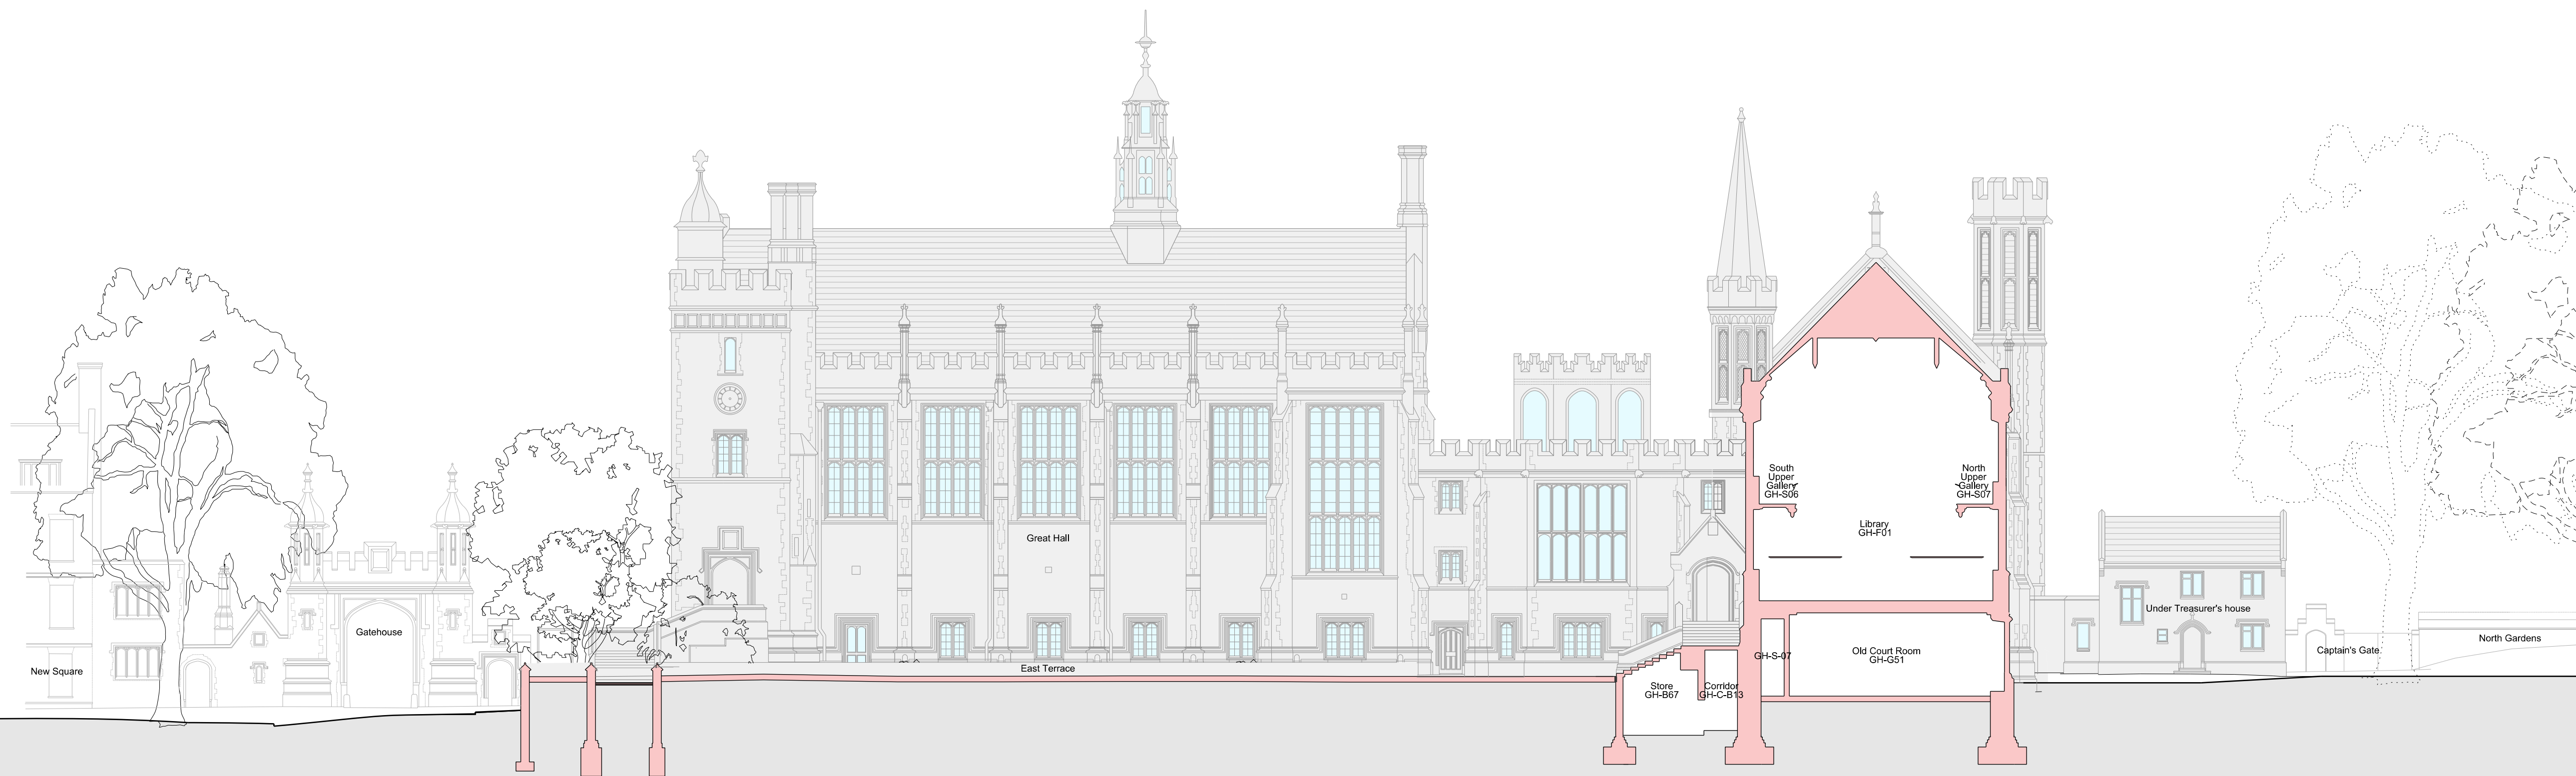 New Square
Gatehouse
Great Hall
East Terrace
South
Upper
Gallery
GH-S06
North
Upper
Gallery
GH-S07
Library
GH-F01
Store
GH-B67
Corridor
GH-C-B13
GH-S-07
Old Court Room
GH-G51
Under Treasurer's house
Captain's Gate
North Gardens